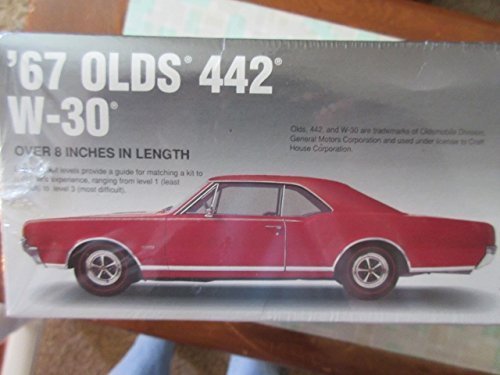 '67 OLDS® 442®
W-30®
OVER 8 INCHES IN LENGTH
Olds, 442, and W-30 are trademarks of Oldsmobile Division,
General Motors Corporation and used under license to Craft
House Corporation.
levels provide a guide for matching a kit to
experience, ranging from level 1 (least
to level 3 (most difficult).